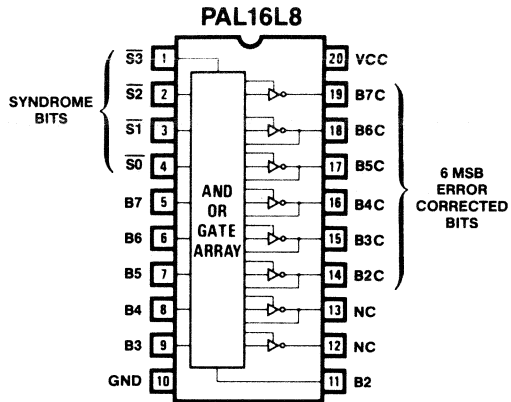 PAL16L8
S̅3̅ 1 20 VCC
S̅2̅ 2 19 B7C
S̅1̅ 3 18 B6C
S̅0̅ 4 17 B5C
B7 5 16 B4C
B6 6 15 B3C
B5 7 14 B2C
B4 8 13 NC
B3 9 12 NC
GND 10 11 B2
SYNDROME
BITS
AND
OR
GATE
ARRAY
6 MSB
ERROR
CORRECTED
BITS